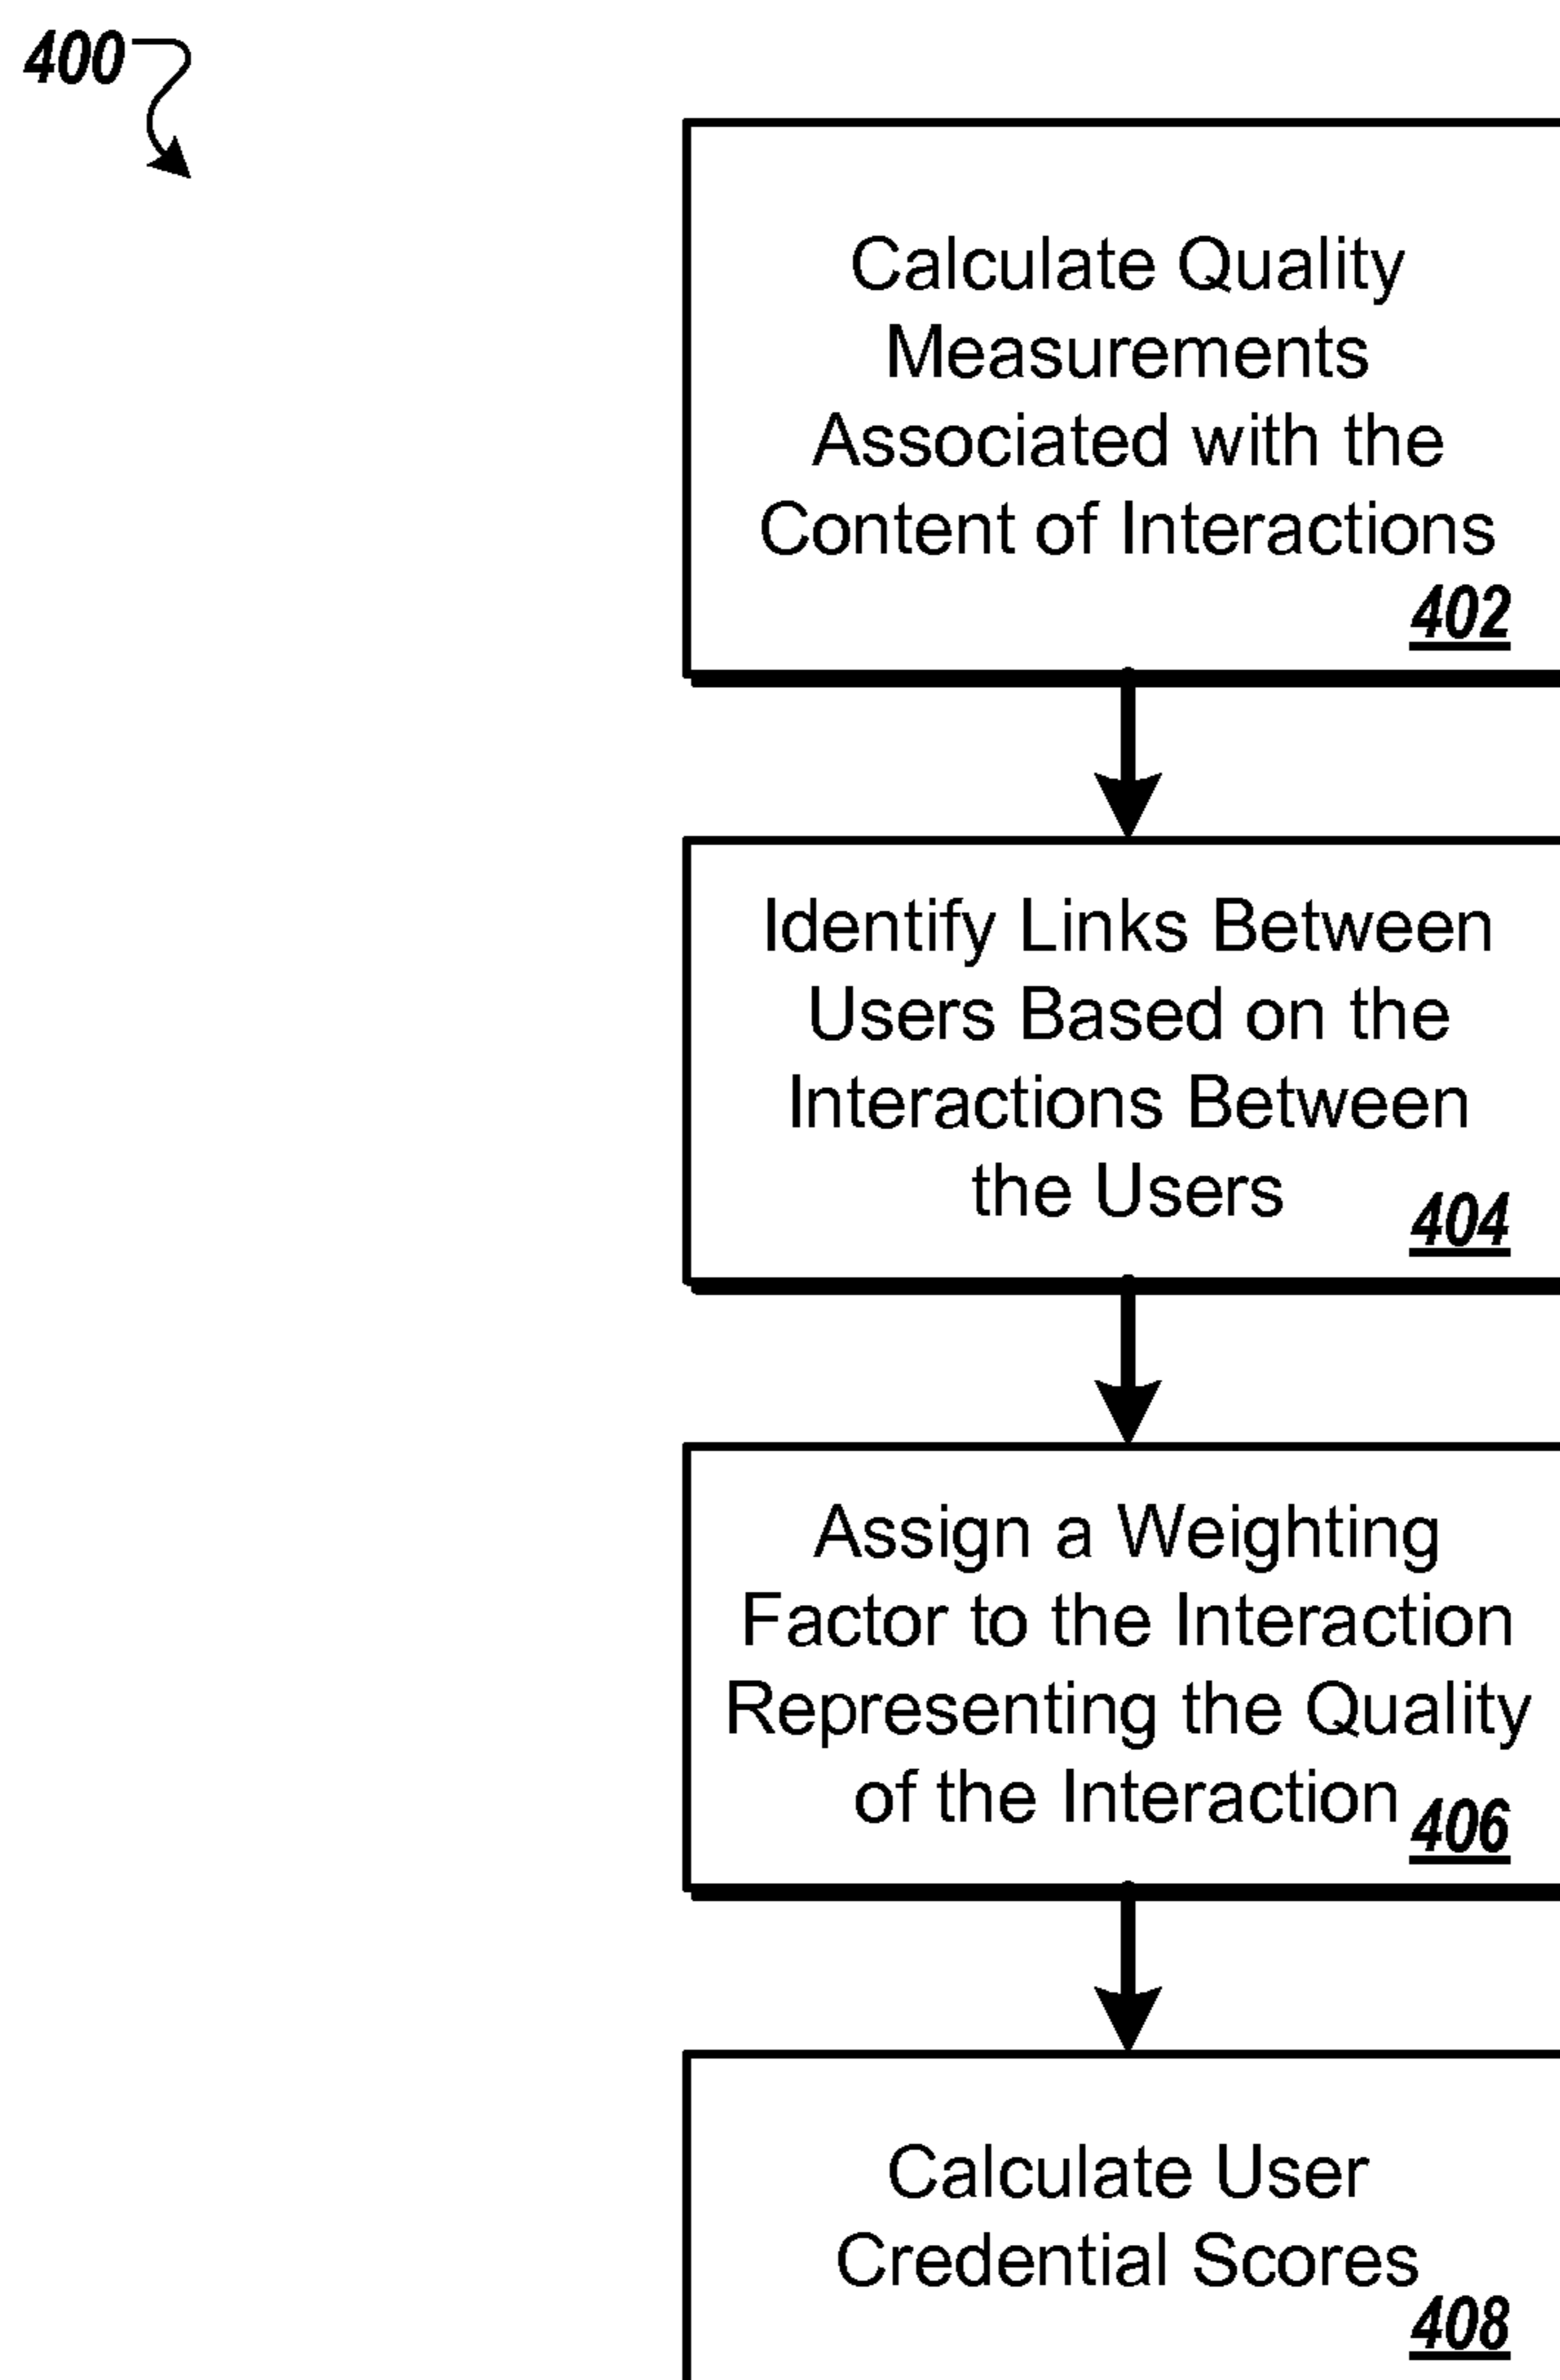 400
Calculate Quality
Measurements
Associated with the
Content of Interactions
402
Identify Links Between
Users Based on the
Interactions Between
the Users
404
Assign a Weighting
Factor to the Interaction
Representing the Quality
of the Interaction
406
Calculate User
Credential Scores
408